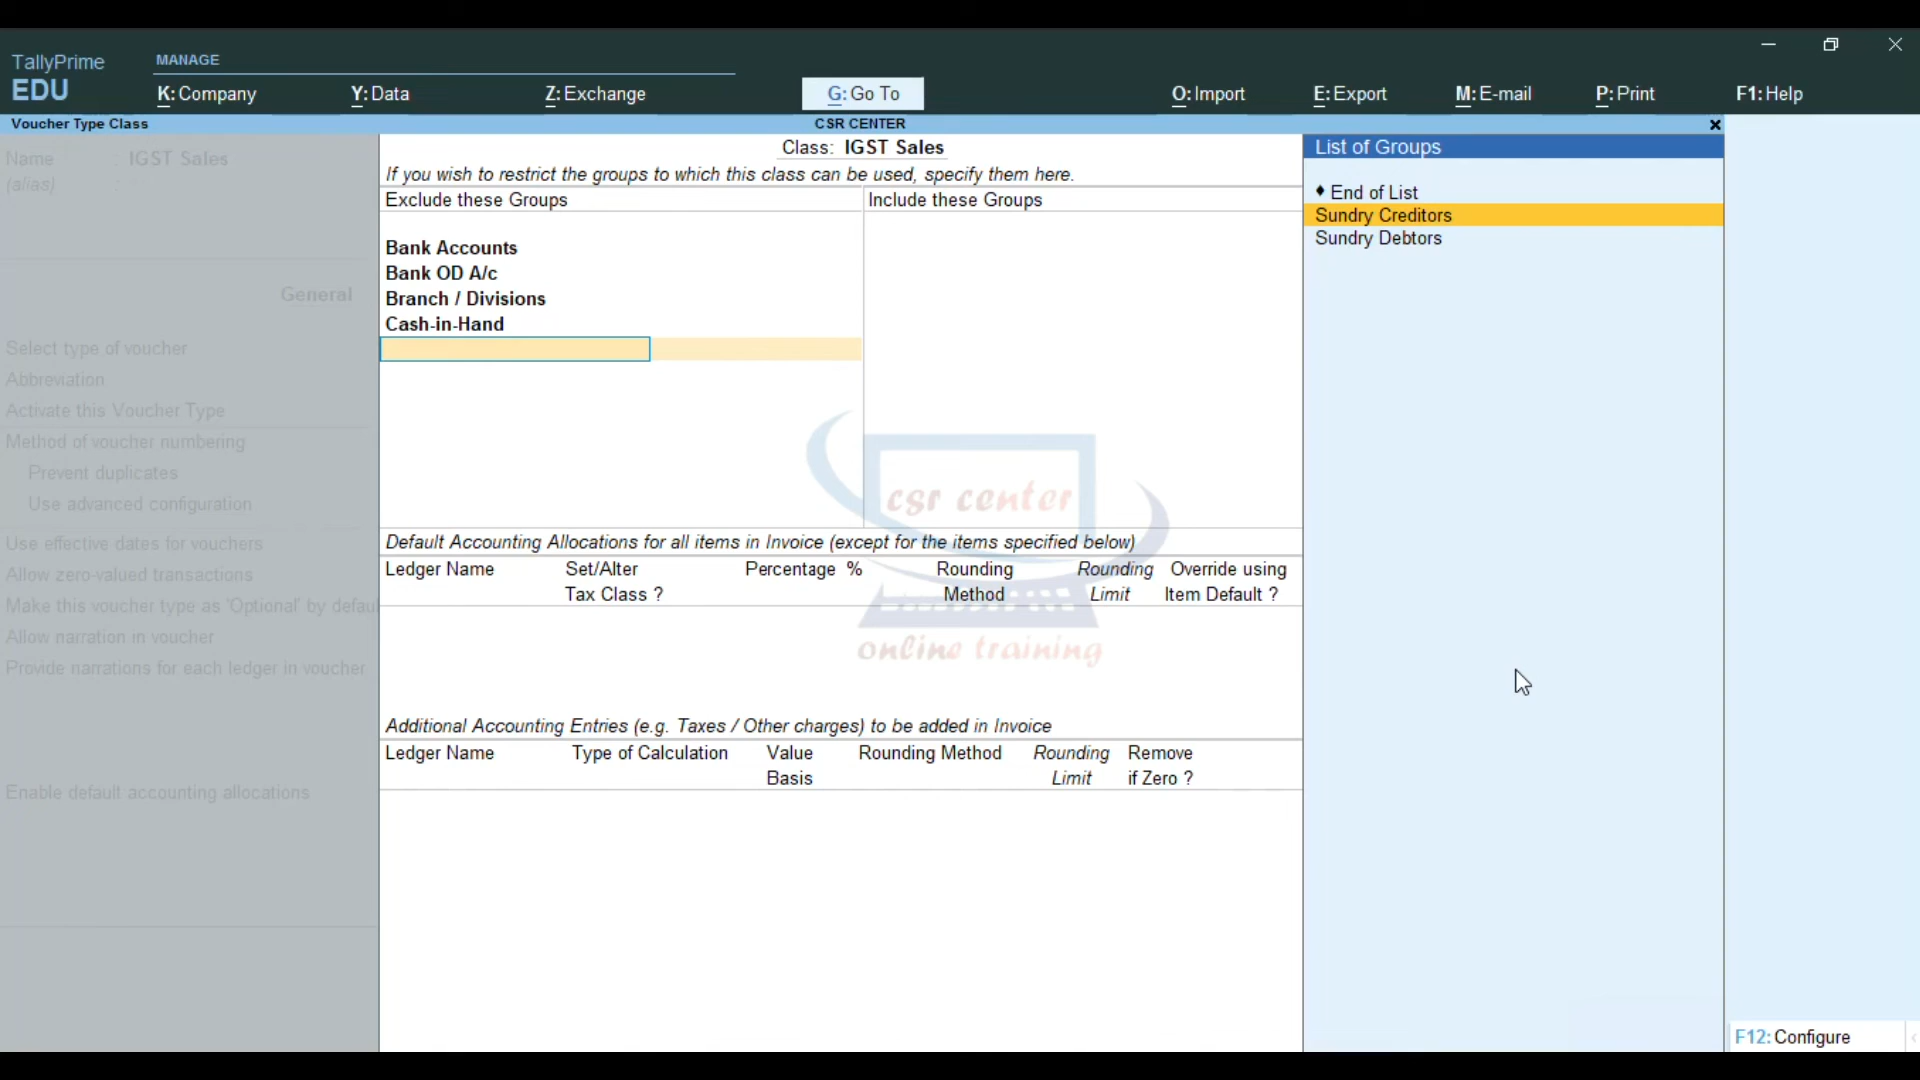 TallyPrime
EDU
MANAGE
K: Company
Y: Data
Z: Exchange
G: Go To
O: Import
E: Export
M: E-mail
P: Print
F1: Help
Voucher Type Class
CSR CENTER
Name : IGST Sales
(alias) :
General
Select type of voucher
Abbreviation
Activate this Voucher Type
Method of voucher numbering
Prevent duplicates
Use advanced configuration
Use effective dates for vouchers
Allow zero-valued transactions
Make this voucher type as 'Optional' by defau
Allow narration in voucher
Provide narrations for each ledger in voucher
Enable default accounting allocations
Class: IGST Sales
If you wish to restrict the groups to which this class can be used, specify them here.
Exclude these Groups
Include these Groups
Bank Accounts
Bank OD A/c
Branch / Divisions
Cash-in-Hand
csr center
online training
Default Accounting Allocations for all items in Invoice (except for the items specified below)
Ledger Name Set/Alter Percentage % Rounding Rounding Override using
Tax Class ? Method Limit Item Default ?
Additional Accounting Entries (e.g. Taxes / Other charges) to be added in Invoice
Ledger Name Type of Calculation Value Rounding Method Rounding Remove
Basis Limit if Zero ?
List of Groups
♦ End of List
Sundry Creditors
Sundry Debtors
F12: Configure